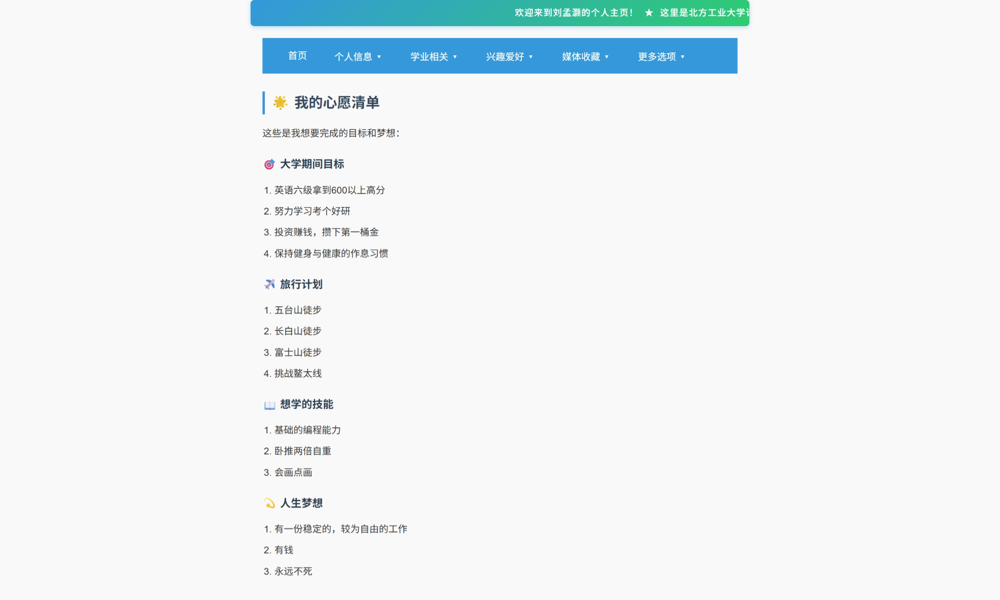 欢迎来到刘孟灏的个人主页！ ★ 这里是北方工业大学
首页 个人信息 ▼ 学业相关 ▼ 兴趣爱好 ▼ 媒体收藏 ▼ 更多选项 ▼
🌟 我的心愿清单
这些是我想要完成的目标和梦想：
🎯 大学期间目标
1. 英语六级拿到600以上高分
2. 努力学习考个好研
3. 投资赚钱，攒下第一桶金
4. 保持健身与健康的作息习惯
✈️ 旅行计划
1. 五台山徒步
2. 长白山徒步
3. 富士山徒步
4. 挑战鳌太线
📖 想学的技能
1. 基础的编程能力
2. 卧推两倍自重
3. 会画点画
💫 人生梦想
1. 有一份稳定的，较为自由的工作
2. 有钱
3. 永远不死